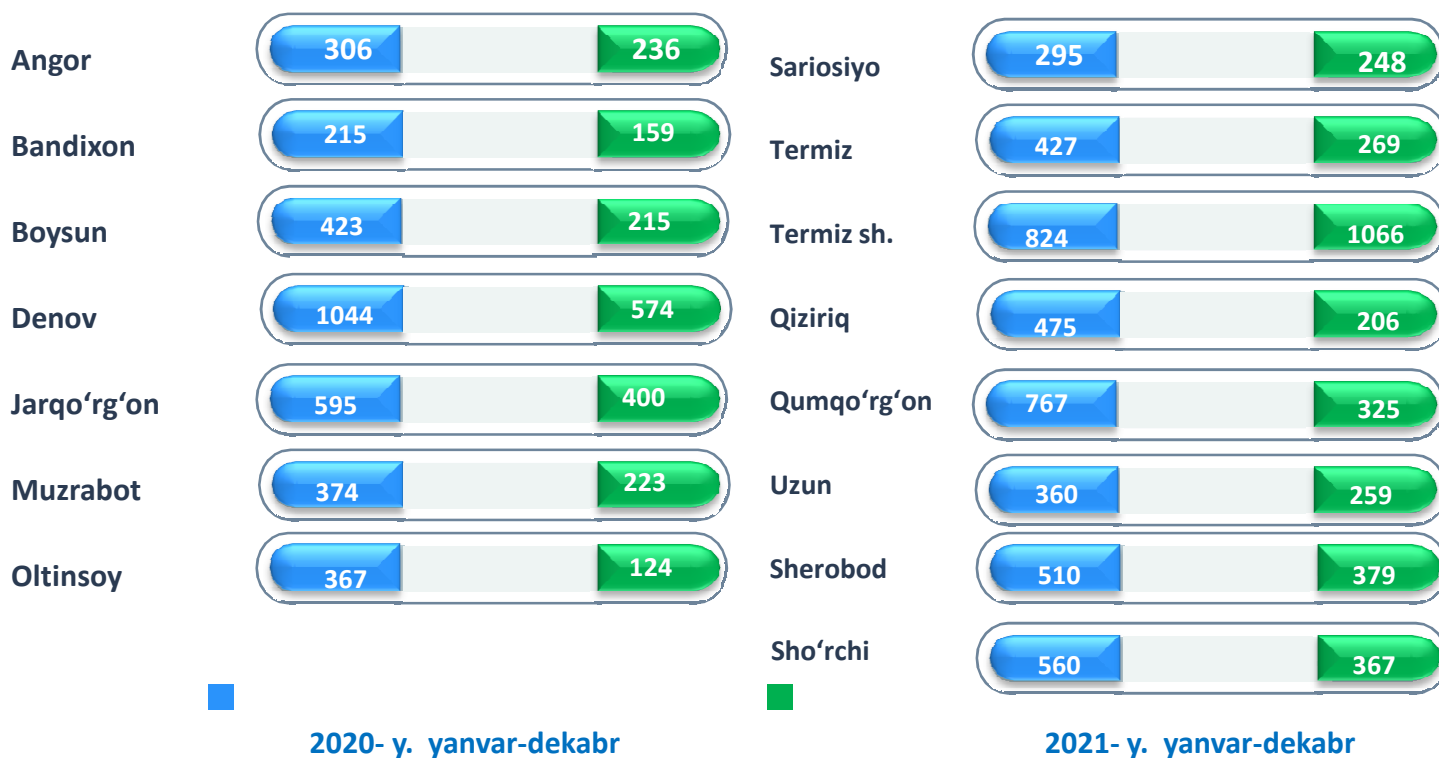 Angor 306 236
Bandixon 215 159
Boysun 423 215
Denov 1044 574
Jarqo‘rg‘on 595 400
Muzrabot 374 223
Oltinsoy 367 124
Sariosiyo 295 248
Termiz 427 269
Termiz sh. 824 1066
Qiziriq 475 206
Qumqo‘rg‘on 767 325
Uzun 360 259
Sherobod 510 379
Sho‘rchi 560 367
2020- y. yanvar-dekabr
2021- y. yanvar-dekabr